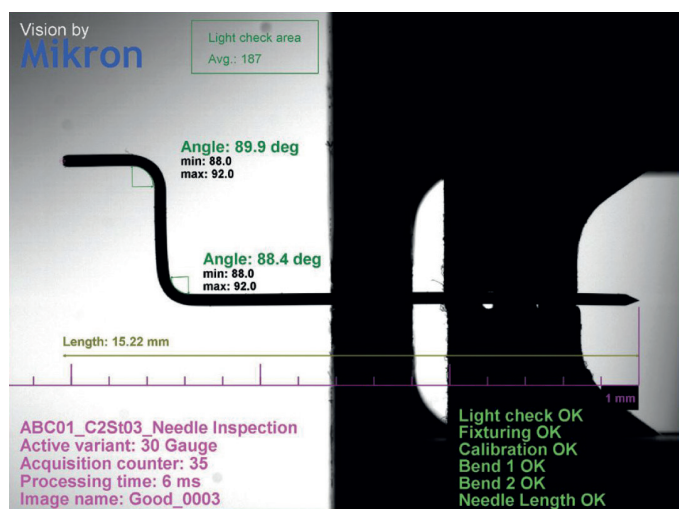 Vision by
Mikron
Light check area
Avg.: 187
Angle: 89.9 deg
min: 88.0
max: 92.0
Angle: 88.4 deg
min: 88.0
max: 92.0
Length: 15.22 mm
1 mm
ABC01_C2St03_Needle Inspection
Active variant: 30 Gauge
Acquisition counter: 35
Processing time: 6 ms
Image name: Good_0003
Light check OK
Fixturing OK
Calibration OK
Bend 1 OK
Bend 2 OK
Needle Length OK